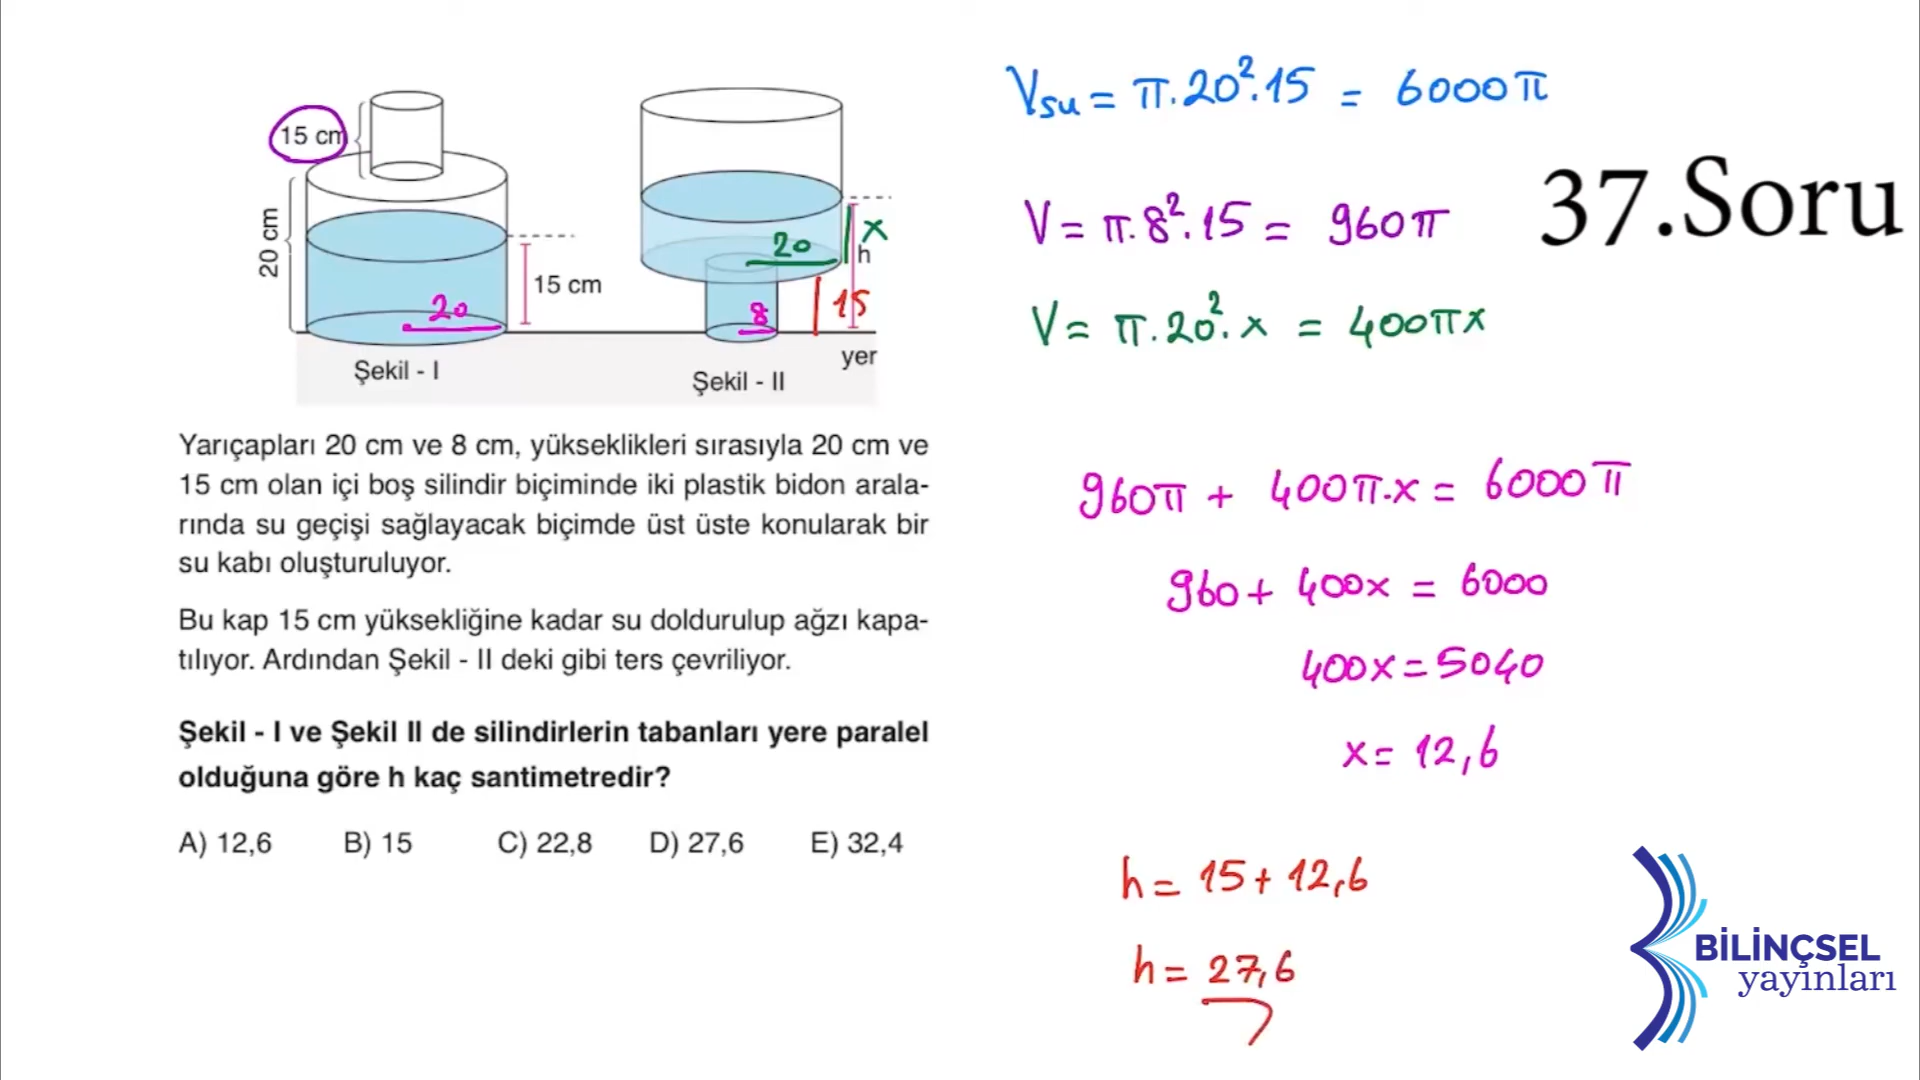 15 cm
20 cm
20
15 cm
20
x
h
8
15
yer
Şekil - I
Şekil - II
Yarıçapları 20 cm ve 8 cm, yükseklikleri sırasıyla 20 cm ve
15 cm olan içi boş silindir biçiminde iki plastik bidon arala-
rında su geçişi sağlayacak biçimde üst üste konularak bir
su kabı oluşturuluyor.
Bu kap 15 cm yüksekliğine kadar su doldurulup ağzı kapa-
tılıyor. Ardından Şekil - II deki gibi ters çevriliyor.
Şekil - I ve Şekil II de silindirlerin tabanları yere paralel
olduğuna göre h kaç santimetredir?
A) 12,6 B) 15 C) 22,8 D) 27,6 E) 32,4
Vsu = π.20².15 = 6000π
37.Soru
V = π.8².15 = 960π
V = π.20².x = 400πx
960π + 400π.x = 6000π
960 + 400x = 6000
400x = 5040
x = 12,6
h = 15 + 12,6
h = 27,6
BİLİNÇSEL
yayınları